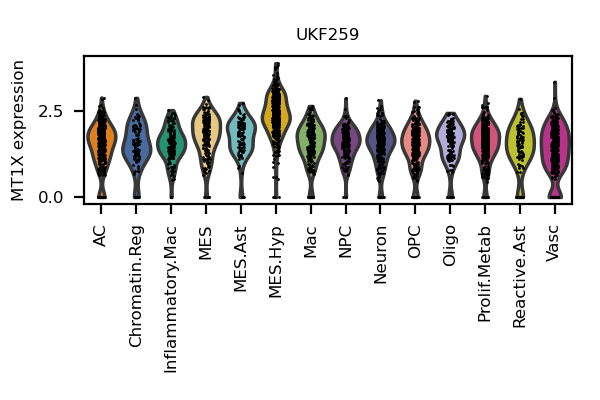 UKF259
MT1X expression
2.5
0.0
AC
Chromatin.Reg
Inflammatory.Mac
MES
MES.Ast
MES.Hyp
Mac
NPC
Neuron
OPC
Oligo
Prolif.Metab
Reactive.Ast
Vasc